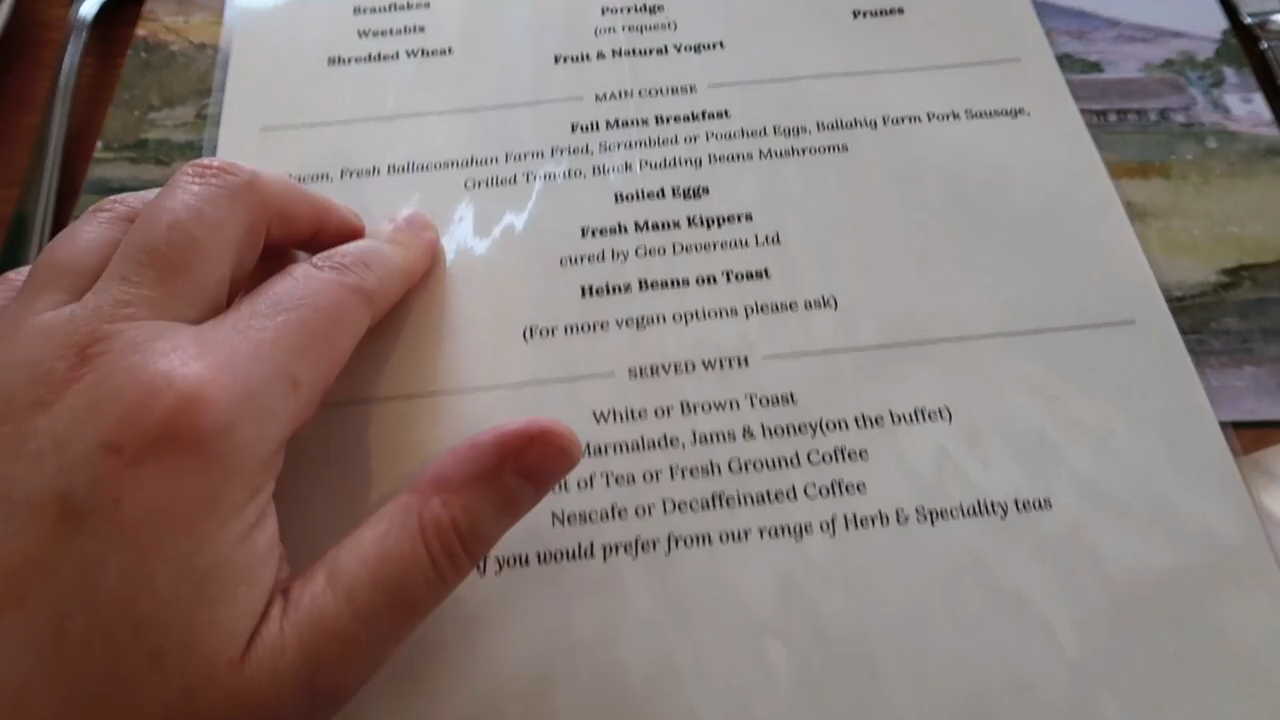 Branflakes
Weetabix
Shredded Wheat
Porridge
(on request)
Fruit & Natural Yogurt
Prunes
MAIN COURSE
Full Manx Breakfast
Fresh Ballacosnahan Farm Fried, Scrambled or Poached Eggs, Ballahig Farm Pork Sausage,
Grilled Tomato, Black Pudding Beans Mushrooms
Boiled Eggs
Fresh Manx Kippers
cured by Geo Devereau Ltd
Heinz Beans on Toast
(For more vegan options please ask)
SERVED WITH
White or Brown Toast
Marmalade, Jams & honey(on the buffet)
of Tea or Fresh Ground Coffee
Nescafe or Decaffeinated Coffee
if you would prefer from our range of Herb & Speciality teas